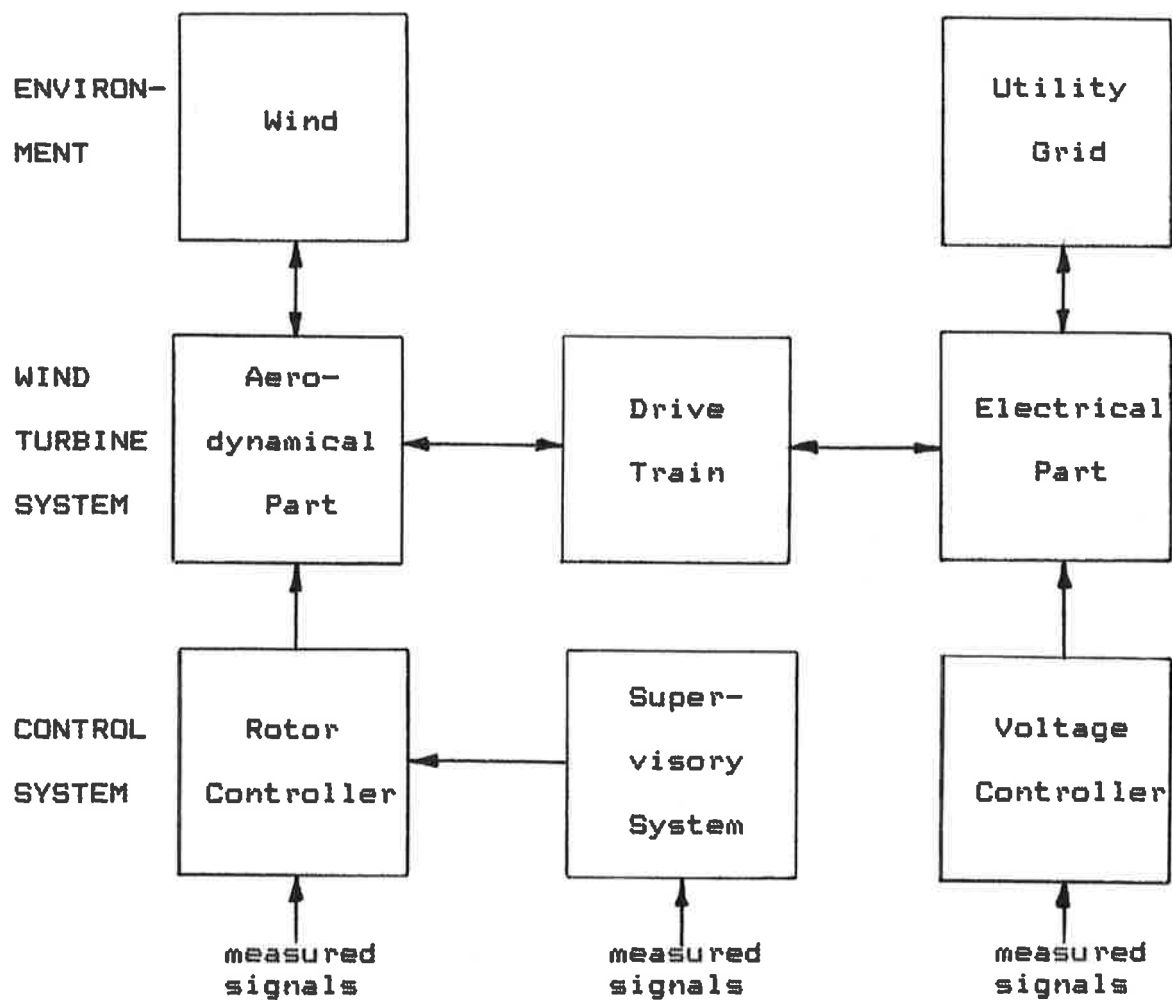 ENVIRON-
MENT
Wind
Utility
Grid
WIND
TURBINE
SYSTEM
Aero-
dynamical
Part
Drive
Train
Electrical
Part
CONTROL
SYSTEM
Rotor
Controller
Super-
visory
System
Voltage
Controller
measured
signals
measured
signals
measured
signals